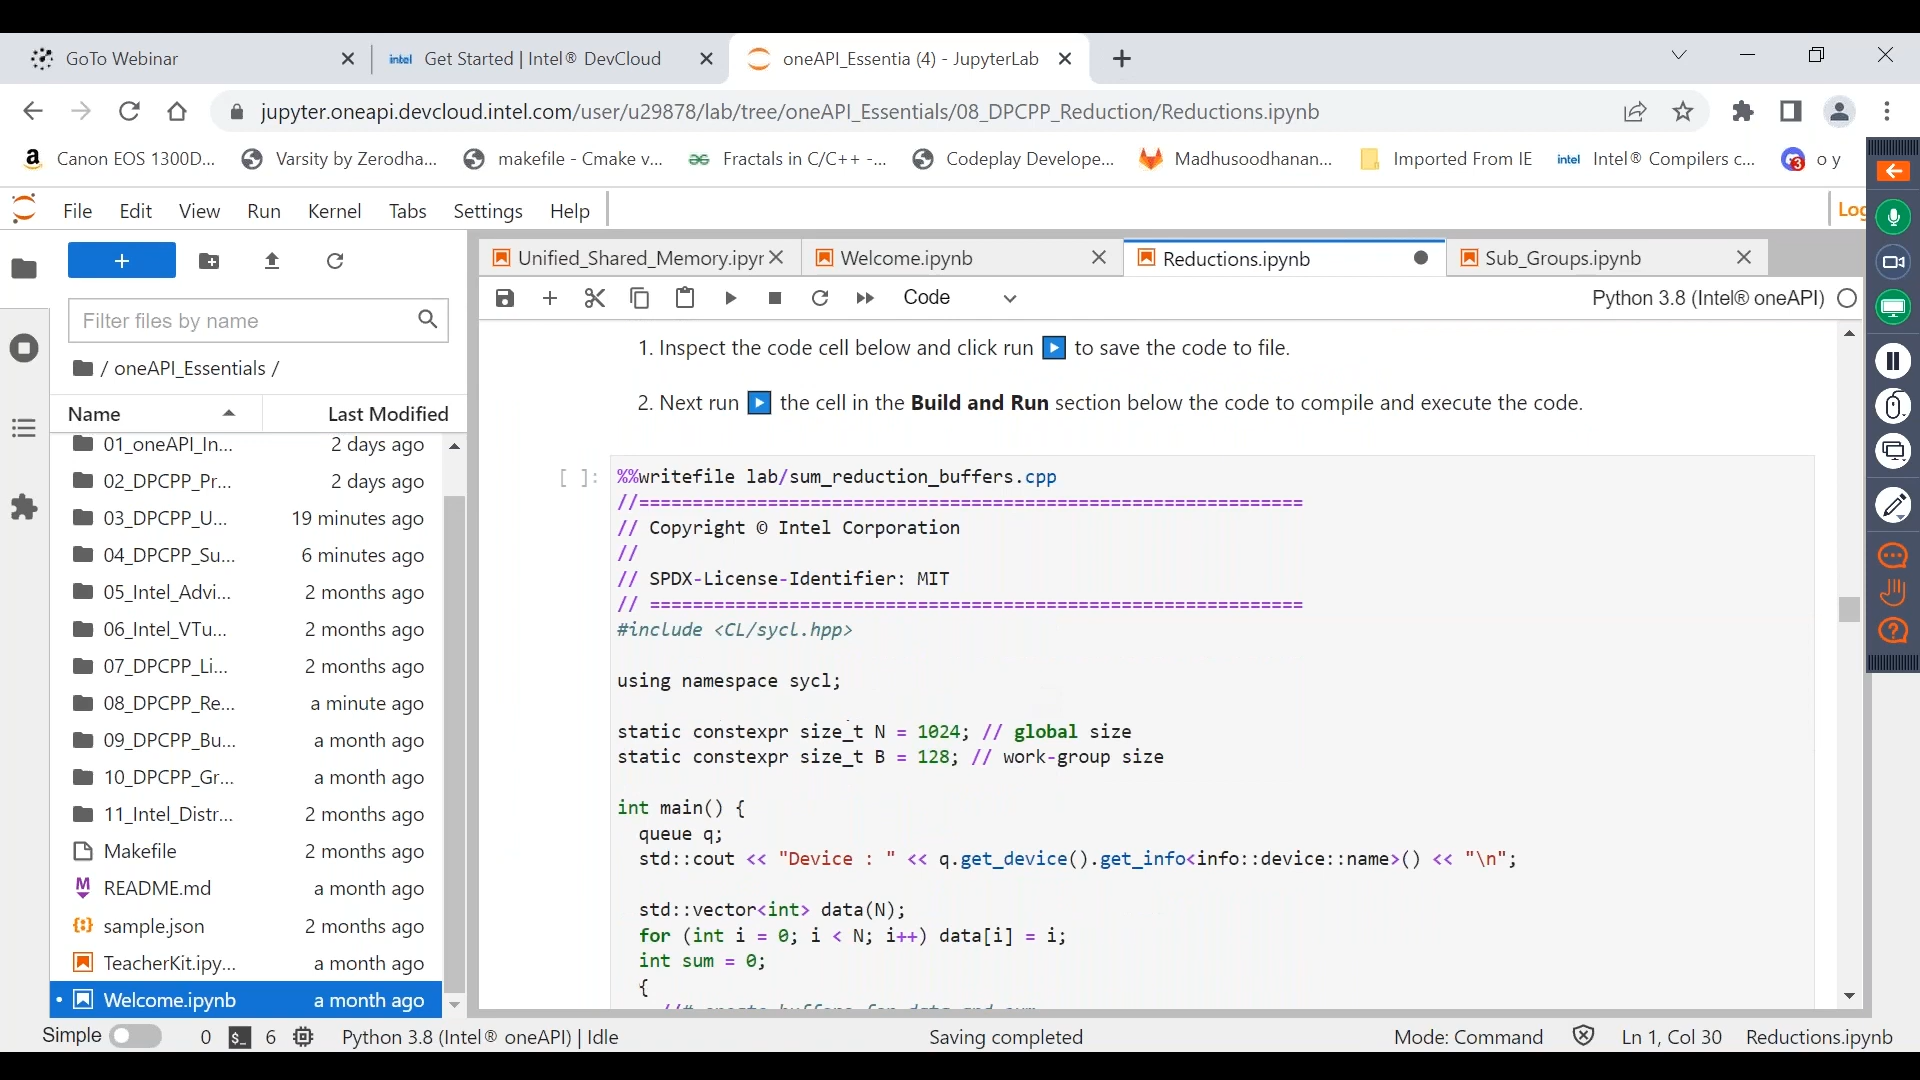 GoTo Webinar
intel Get Started | Intel® DevCloud
oneAPI_Essentia (4) - JupyterLab
jupyter.oneapi.devcloud.intel.com/user/u29878/lab/tree/oneAPI_Essentials/08_DPCPP_Reduction/Reductions.ipynb
a Canon EOS 1300D... Varsity by Zerodha... makefile - Cmake v... Fractals in C/C++ -... Codeplay Develope... Madhusoodhanan... Imported From IE intel Intel® Compilers c... 3 o y
File Edit View Run Kernel Tabs Settings Help
Log
+
Unified_Shared_Memory.ipyr Welcome.ipynb Reductions.ipynb Sub_Groups.ipynb
Code
Python 3.8 (Intel® oneAPI)
Filter files by name
/ oneAPI_Essentials /
Name Last Modified
01_oneAPI_In... 2 days ago
02_DPCPP_Pr... 2 days ago
03_DPCPP_U... 19 minutes ago
04_DPCPP_Su... 6 minutes ago
05_Intel_Advi... 2 months ago
06_Intel_VTu... 2 months ago
07_DPCPP_Li... 2 months ago
08_DPCPP_Re... a minute ago
09_DPCPP_Bu... a month ago
10_DPCPP_Gr... a month ago
11_Intel_Distr... 2 months ago
Makefile 2 months ago
README.md a month ago
sample.json 2 months ago
TeacherKit.ipy... a month ago
Welcome.ipynb a month ago
1. Inspect the code cell below and click run to save the code to file.
2. Next run the cell in the Build and Run section below the code to compile and execute the code.
[ ]:
%%writefile lab/sum_reduction_buffers.cpp
//==============================================================
// Copyright © Intel Corporation
//
// SPDX-License-Identifier: MIT
// =============================================================
#include <CL/sycl.hpp>
using namespace sycl;
static constexpr size_t N = 1024; // global size
static constexpr size_t B = 128; // work-group size
int main() {
queue q;
std::cout << "Device : " << q.get_device().get_info<info::device::name>() << "\n";
std::vector<int> data(N);
for (int i = 0; i < N; i++) data[i] = i;
int sum = 0;
{
//# create buffers for data and sum
Simple 0 $_ 6 Python 3.8 (Intel® oneAPI) | Idle Saving completed Mode: Command Ln 1, Col 30 Reductions.ipynb